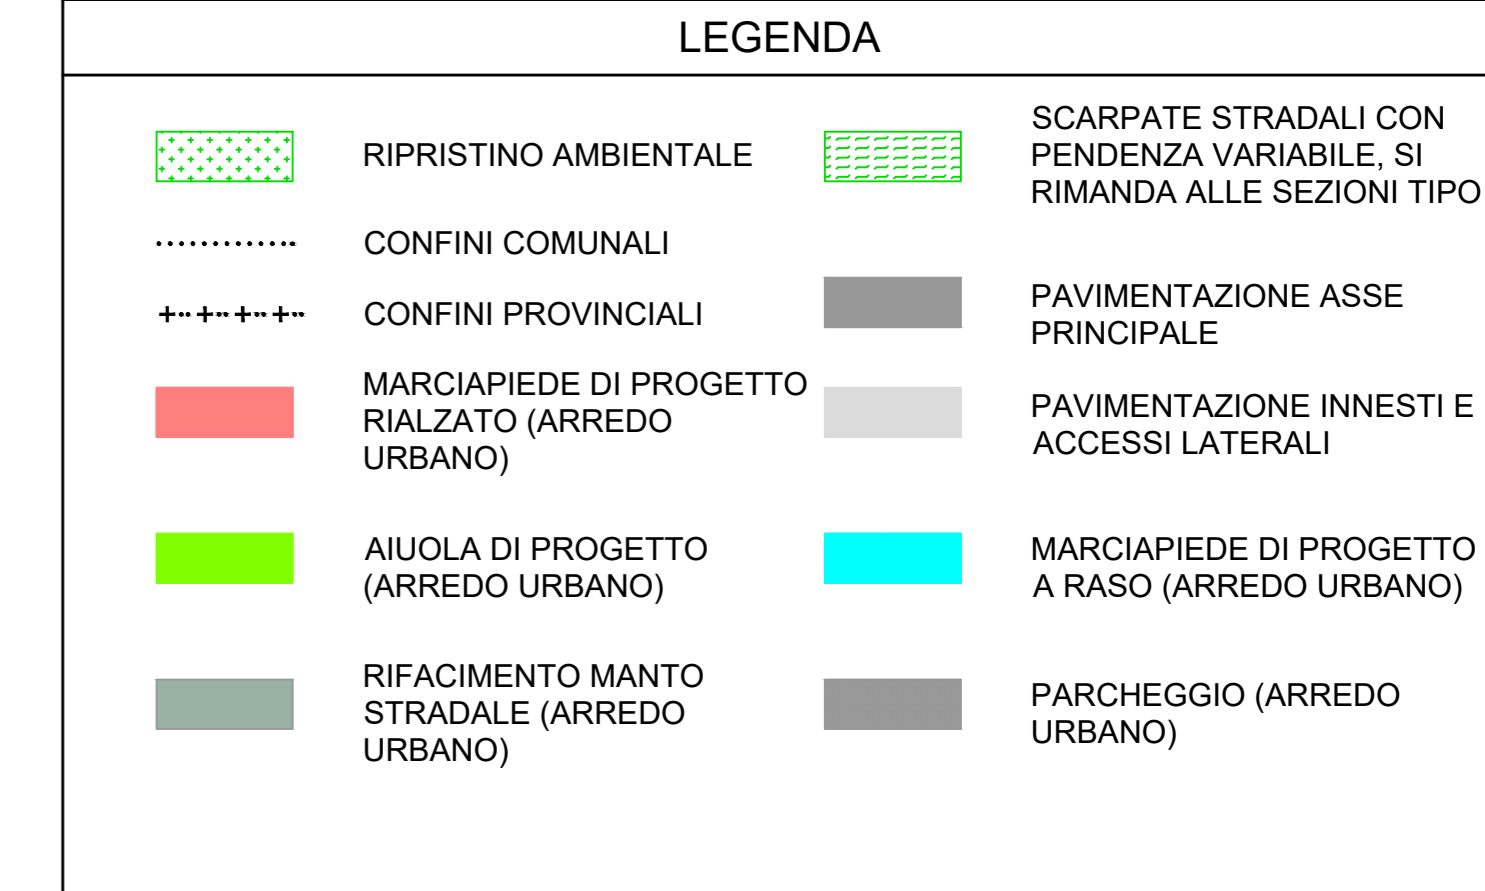 LEGENDA
RIPRISTINO AMBIENTALE
CONFINI COMUNALI
CONFINI PROVINCIALI
MARCIAPIEDE DI PROGETTO
RIALZATO (ARREDO
URBANO)
AIUOLA DI PROGETTO
(ARREDO URBANO)
RIFACIMENTO MANTO
STRADALE (ARREDO
URBANO)
SCARPATE STRADALI CON
PENDENZA VARIABILE, SI
RIMANDA ALLE SEZIONI TIPO
PAVIMENTAZIONE ASSE
PRINCIPALE
PAVIMENTAZIONE INNESTI E
ACCESSI LATERALI
MARCIAPIEDE DI PROGETTO
A RASO (ARREDO URBANO)
PARCHEGGIO (ARREDO
URBANO)